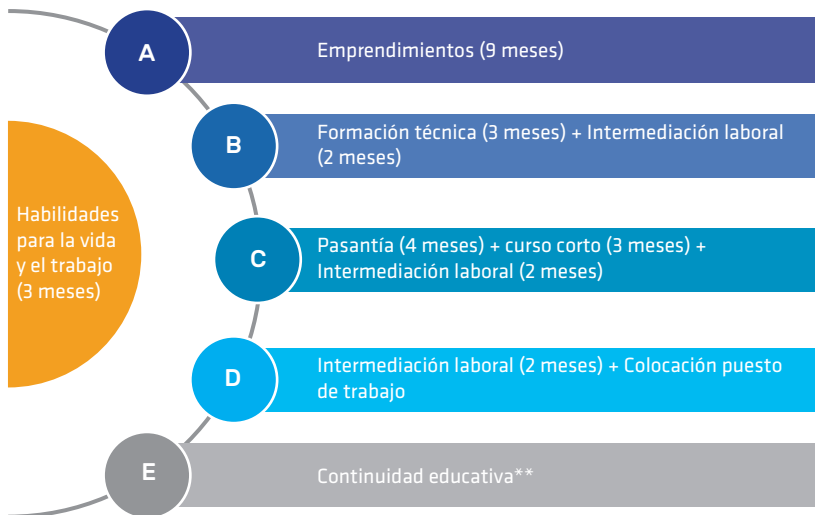 A
Emprendimientos (9 meses)
B
Formación técnica (3 meses) + Intermediación laboral
(2 meses)
Habilidades
para la vida
y el trabajo
(3 meses)
C
Pasantía (4 meses) + curso corto (3 meses) +
Intermediación laboral (2 meses)
D
Intermediación laboral (2 meses) + Colocación puesto
de trabajo
E
Continuidad educativa**